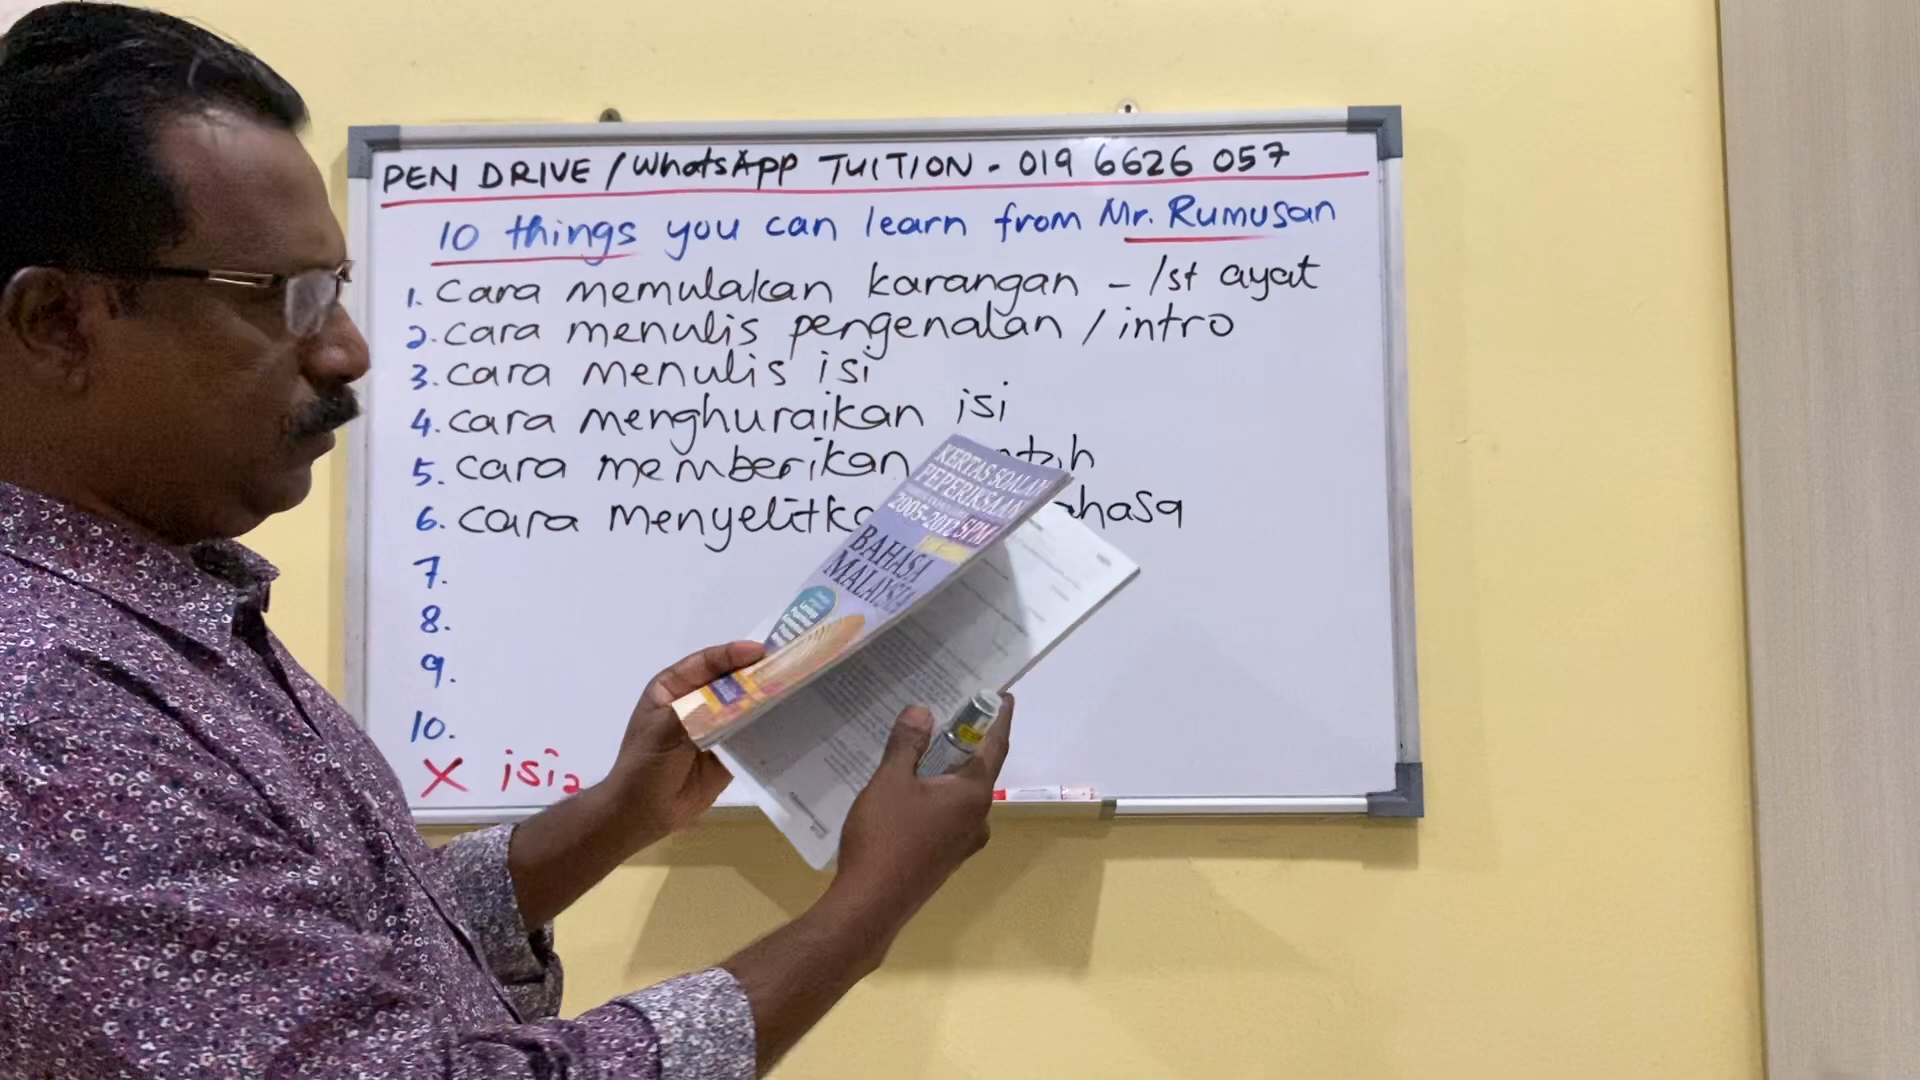 PEN DRIVE / WhatsApp TUITION - 019 6626 057
10 things you can learn from Mr. Rumusan
1. cara memulakan karangan - 1st ayat
2. cara menulis pengenalan / intro
3. cara menulis isi
4. cara menghuraikan isi
5. cara memberikan
6. cara
7.
8.
9.
10.
X isi2
KERTAS SOALAN
PEPERIKSAAN
2005-2012 SPM
BAHASA
MALAYSIA